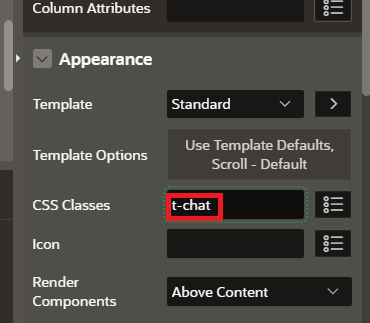 Column Attributes
Appearance
Template Standard
Template Options Use Template Defaults,
Scroll - Default
CSS Classes t-chat
Icon
Render
Components Above Content